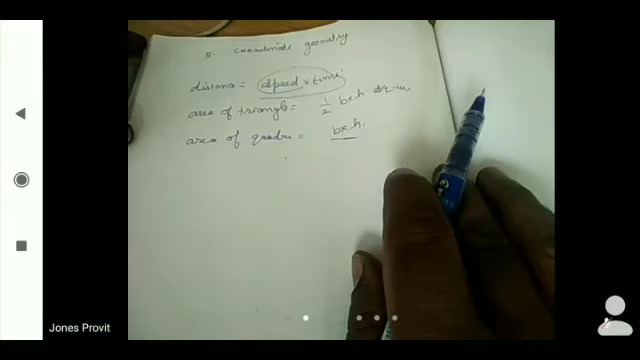 5. Coordinate geometry
distance = speed × time
area of triangle = 1/2 b×h
area of quadri = b×h.
Jones Provit